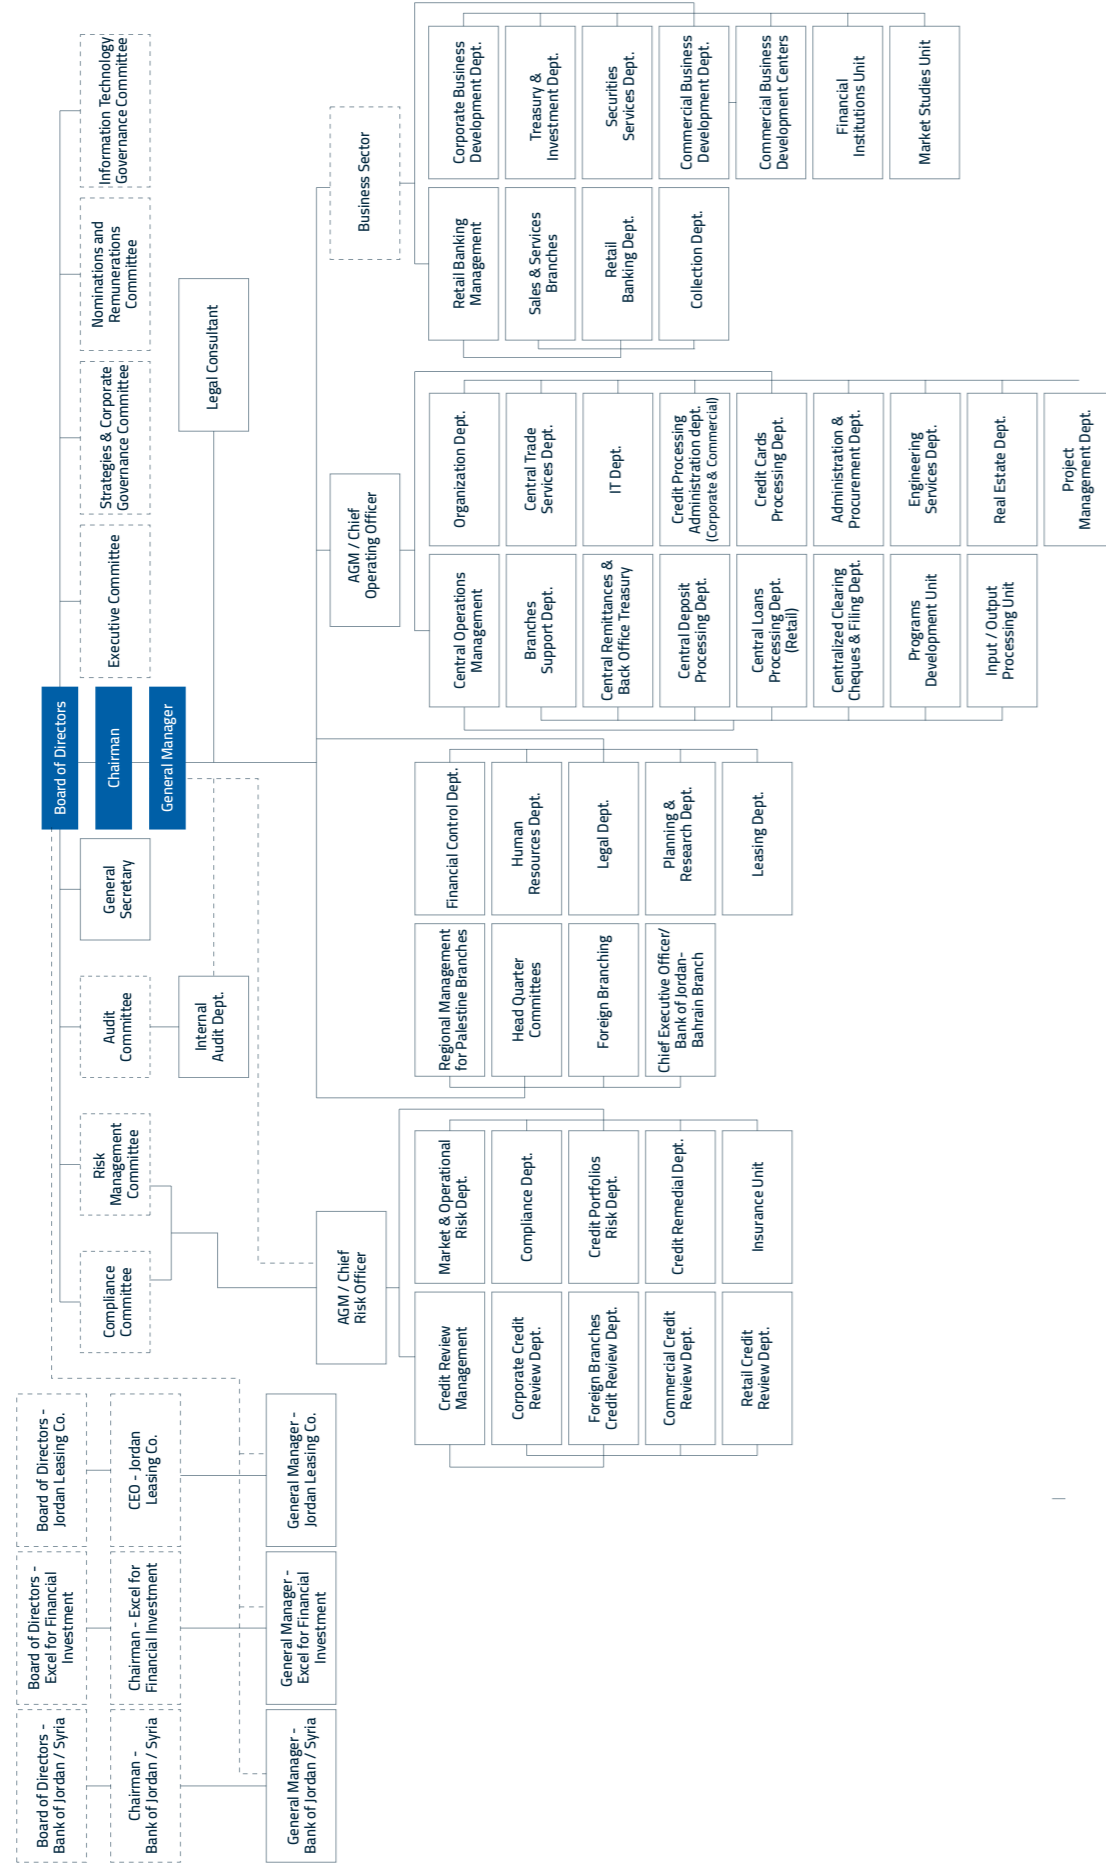 Board of Directors -
Bank of Jordan / Syria
Board of Directors -
Excel for Financial
Investment
Board of Directors -
Jordan Leasing Co.
Chairman -
Bank of Jordan / Syria
Chairman - Excel for
Financial Investment
CEO - Jordan
Leasing Co.
General Manager -
Bank of Jordan / Syria
General Manager -
Excel for Financial
Investment
General Manager -
Jordan Leasing Co.
Board of Directors
Chairman
General Manager
Compliance
Committee
Risk
Management
Committee
Audit
Committee
General
Secretary
Executive Committee
Strategies & Corporate
Governance Committee
Nominations and
Remunerations
Committee
Information Technology
Governance Committee
Internal
Audit Dept.
Legal Consultant
AGM / Chief
Risk Officer
AGM / Chief
Operating Officer
Business Sector
Credit Review
Management
Corporate Credit
Review Dept.
Foreign Branches
Credit Review Dept.
Commercial Credit
Review Dept.
Retail Credit
Review Dept.
Market & Operational
Risk Dept.
Compliance Dept.
Credit Portfolios
Risk Dept.
Credit Remedial Dept.
Insurance Unit
Regional Management
for Palestine Branches
Head Quarter
Committees
Foreign Branching
Chief Executive Officer/
Bank of Jordan-
Bahrain Branch
Financial Control Dept.
Human
Resources Dept.
Legal Dept.
Planning &
Research Dept.
Leasing Dept.
Central Operations
Management
Branches
Support Dept.
Central Remittances &
Back Office Treasury
Central Deposit
Processing Dept.
Central Loans
Processing Dept.
(Retail)
Centralized Clearing
Cheques & Filing Dept.
Programs
Development Unit
Input / Output
Processing Unit
Organization Dept.
Central Trade
Services Dept.
IT Dept.
Credit Processing
Administration dept.
(Corporate & Commercial)
Credit Cards
Processing Dept.
Administration &
Procurement Dept.
Engineering
Services Dept.
Real Estate Dept.
Project
Management Dept.
Retail Banking
Management
Sales & Services
Branches
Retail
Banking Dept.
Collection Dept.
Corporate Business
Development Dept.
Treasury &
Investment Dept.
Securities
Services Dept.
Commercial Business
Development Dept.
Commercial Business
Development Centers
Financial
Institutions Unit
Market Studies Unit